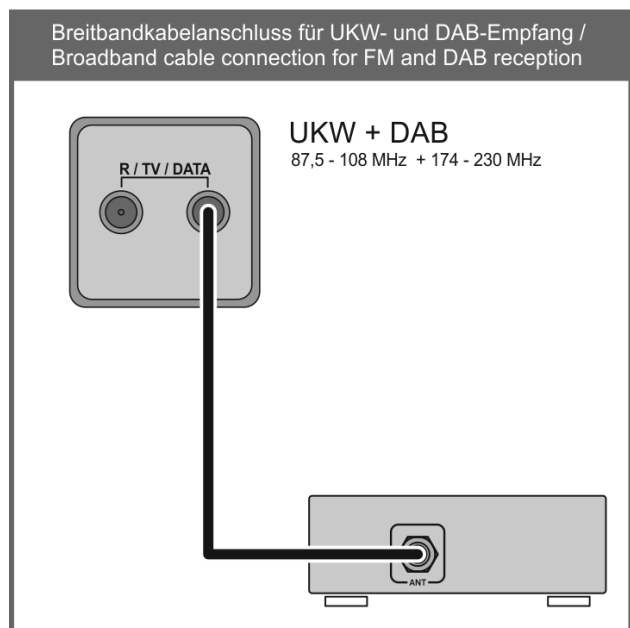 Breitbandkabelanschluss für UKW- und DAB-Empfang /
Broadband cable connection for FM and DAB reception
UKW + DAB
87,5 - 108 MHz + 174 - 230 MHz
R / TV / DATA
ANT